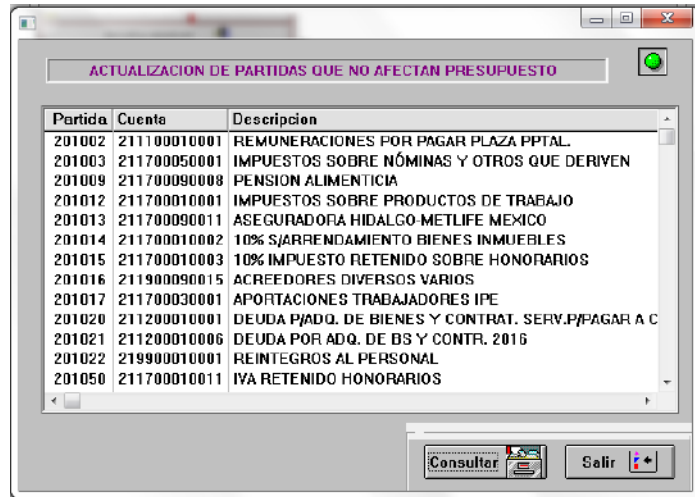 ACTUALIZACION DE PARTIDAS QUE NO AFECTAN PRESUPUESTO
Partida Cuenta Descripcion
201002 211100010001 REMUNERACIONES POR PAGAR PLAZA PPTAL.
201003 211700050001 IMPUESTOS SOBRE NÓMINAS Y OTROS QUE DERIVEN
201009 211700090008 PENSION ALIMENTICIA
201012 211700010001 IMPUESTOS SOBRE PRODUCTOS DE TRABAJO
201013 211700090011 ASEGURADORA HIDALGO-METLIFE MEXICO
201014 211700010002 10% S/ARRENDAMIENTO BIENES INMUEBLES
201015 211700010003 10% IMPUESTO RETENIDO SOBRE HONORARIOS
201016 211900090015 ACREEDORES DIVERSOS VARIOS
201017 211700030001 APORTACIONES TRABAJADORES IPE
201020 211200010001 DEUDA P/ADQ. DE BIENES Y CONTRAT. SERV.P/PAGAR A C
201021 211200010006 DEUDA POR ADQ. DE BS Y CONTR. 2016
201022 219900010001 REINTEGROS AL PERSONAL
201050 211700010011 IVA RETENIDO HONORARIOS
Consultar Salir